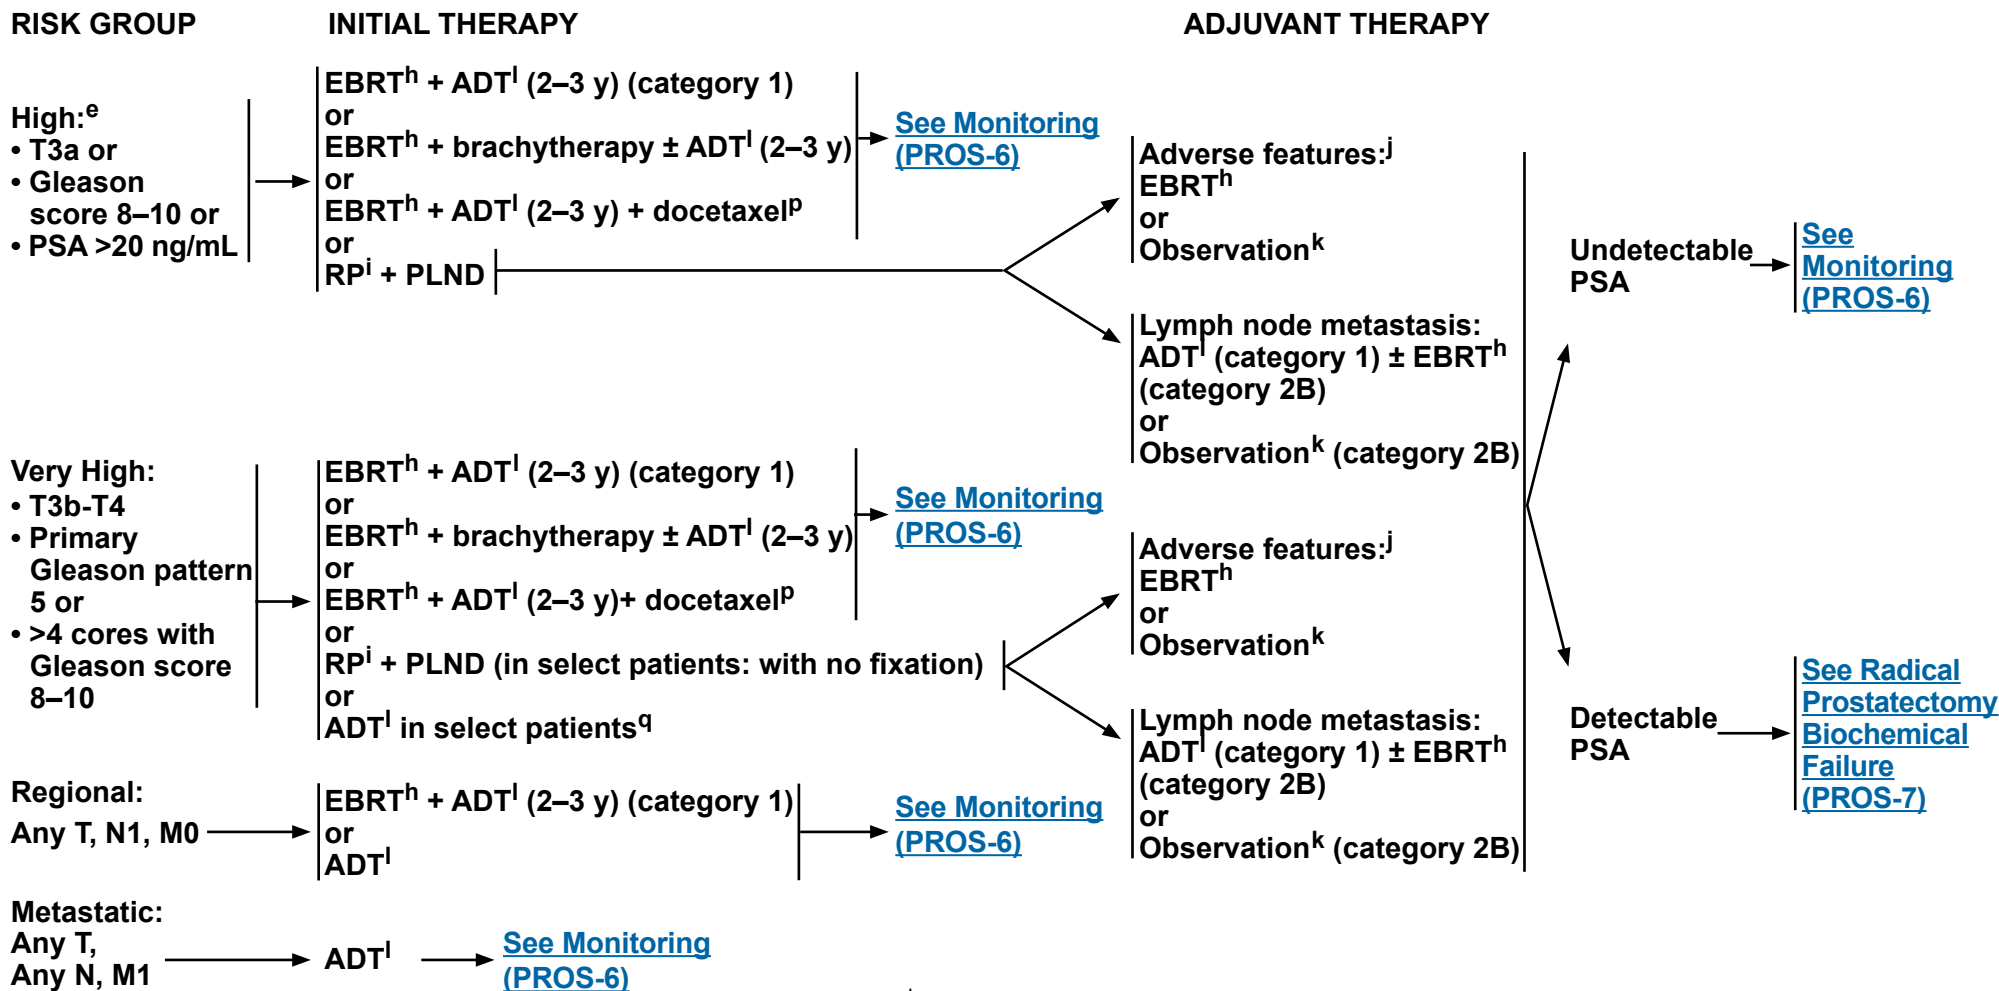 RISK GROUP
INITIAL THERAPY
ADJUVANT THERAPY
High:e
• T3a or
• Gleason
score 8–10 or
• PSA >20 ng/mL
EBRTh + ADTl (2–3 y) (category 1)
or
EBRTh + brachytherapy ± ADTl (2–3 y)
or
EBRTh + ADTl (2–3 y) + docetaxelp
or
RPi + PLND
See Monitoring
(PROS-6)
Adverse features:j
EBRTh
or
Observationk
Lymph node metastasis:
ADTl (category 1) ± EBRTh
(category 2B)
or
Observationk (category 2B)
Undetectable
PSA
See
Monitoring
(PROS-6)
Very High:
• T3b-T4
• Primary
Gleason pattern
5 or
• >4 cores with
Gleason score
8–10
EBRTh + ADTl (2–3 y) (category 1)
or
EBRTh + brachytherapy ± ADTl (2–3 y)
or
EBRTh + ADTl (2–3 y)+ docetaxelp
or
RPi + PLND (in select patients: with no fixation)
or
ADTl in select patientsq
See Monitoring
(PROS-6)
Adverse features:j
EBRTh
or
Observationk
Lymph node metastasis:
ADTl (category 1) ± EBRTh
(category 2B)
or
Observationk (category 2B)
Detectable
PSA
See Radical
Prostatectomy
Biochemical
Failure
(PROS-7)
Regional:
Any T, N1, M0
EBRTh + ADTl (2–3 y) (category 1)
or
ADTl
See Monitoring
(PROS-6)
Metastatic:
Any T,
Any N, M1
ADTl
See Monitoring
(PROS-6)